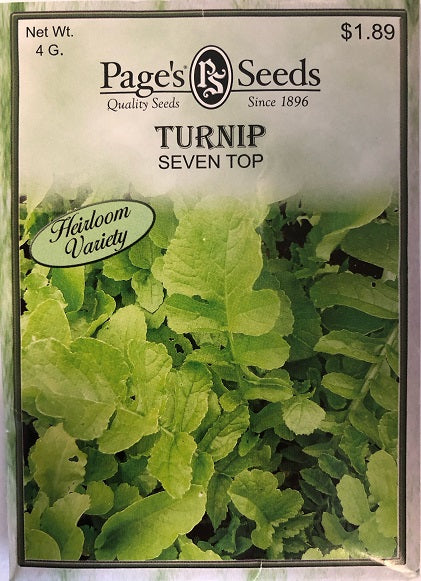 Net Wt.
4 G.
$1.89
Page's PS Seeds
Quality Seeds Since 1896
TURNIP
SEVEN TOP
Heirloom
Variety